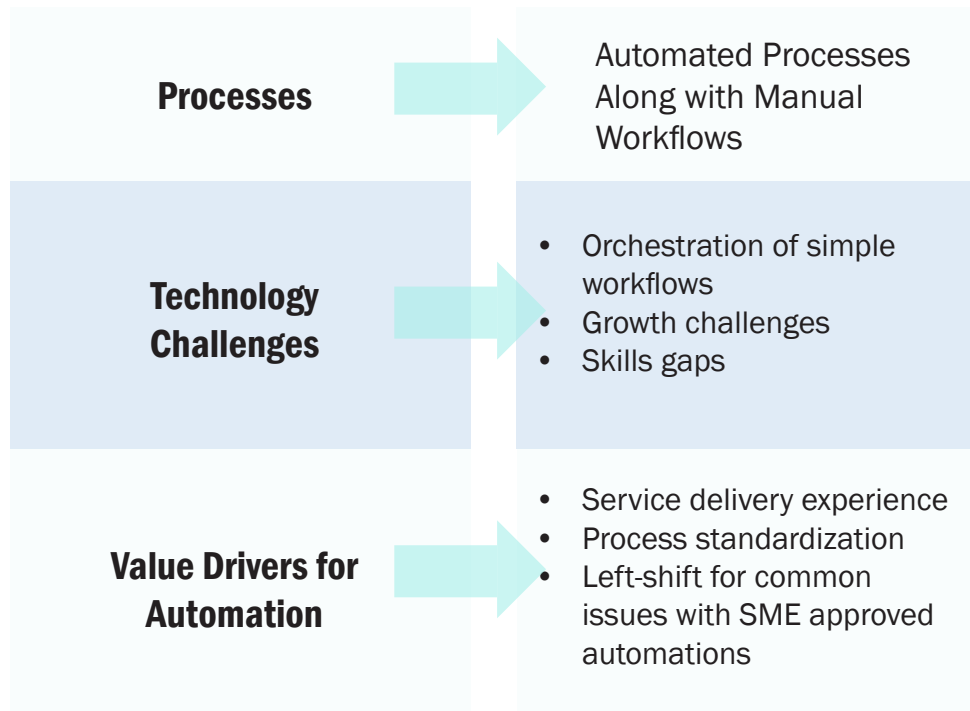 Processes
Automated Processes
Along with Manual
Workflows
Technology
Challenges
• Orchestration of simple
workflows
• Growth challenges
• Skills gaps
Value Drivers for
Automation
• Service delivery experience
• Process standardization
• Left-shift for common
issues with SME approved
automations